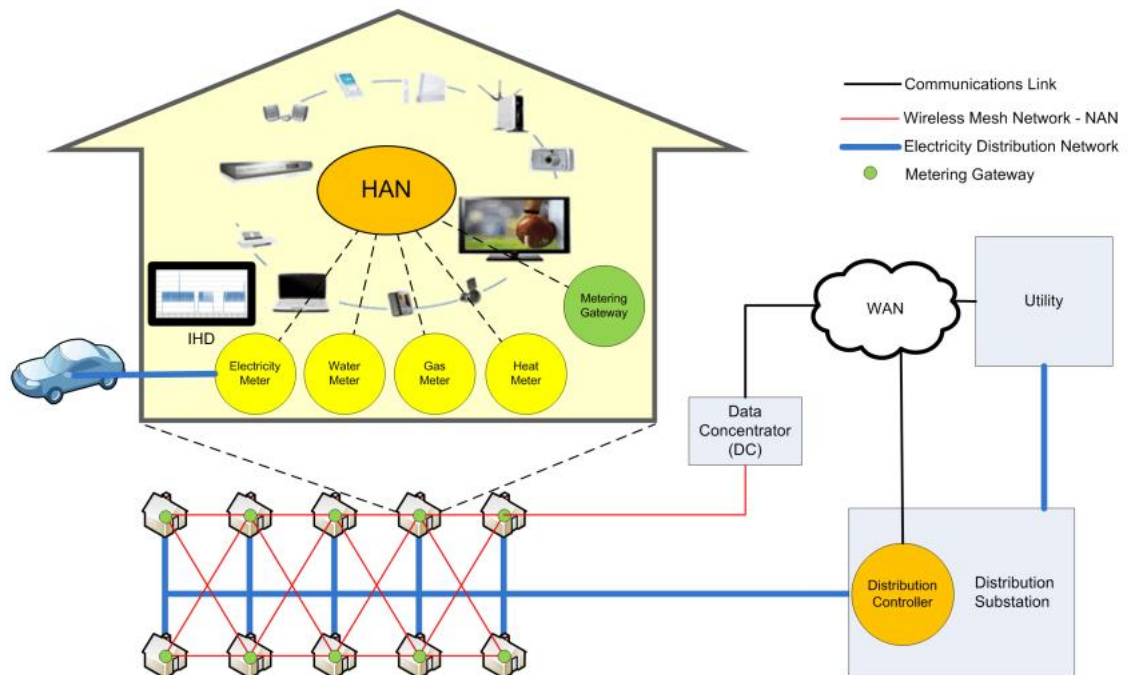 Communications Link
Wireless Mesh Network - NAN
Electricity Distribution Network
Metering Gateway
HAN
Metering
Gateway
IHD
Electricity
Meter
Water
Meter
Gas
Meter
Heat
Meter
WAN
Utility
Data
Concentrator
(DC)
Distribution
Controller
Distribution
Substation